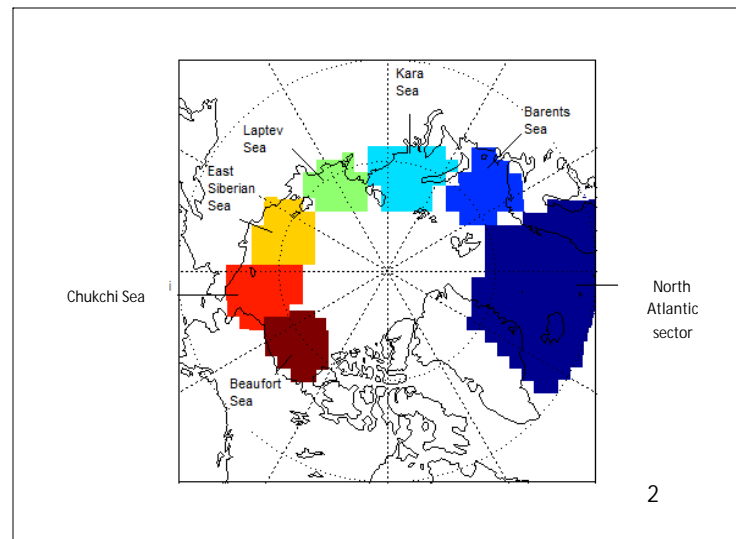 Kara
Sea
Barents
Sea
Laptev
Sea
East
Siberian
Sea
i
Chukchi Sea
North
Atlantic
sector
Beaufort
Sea
2